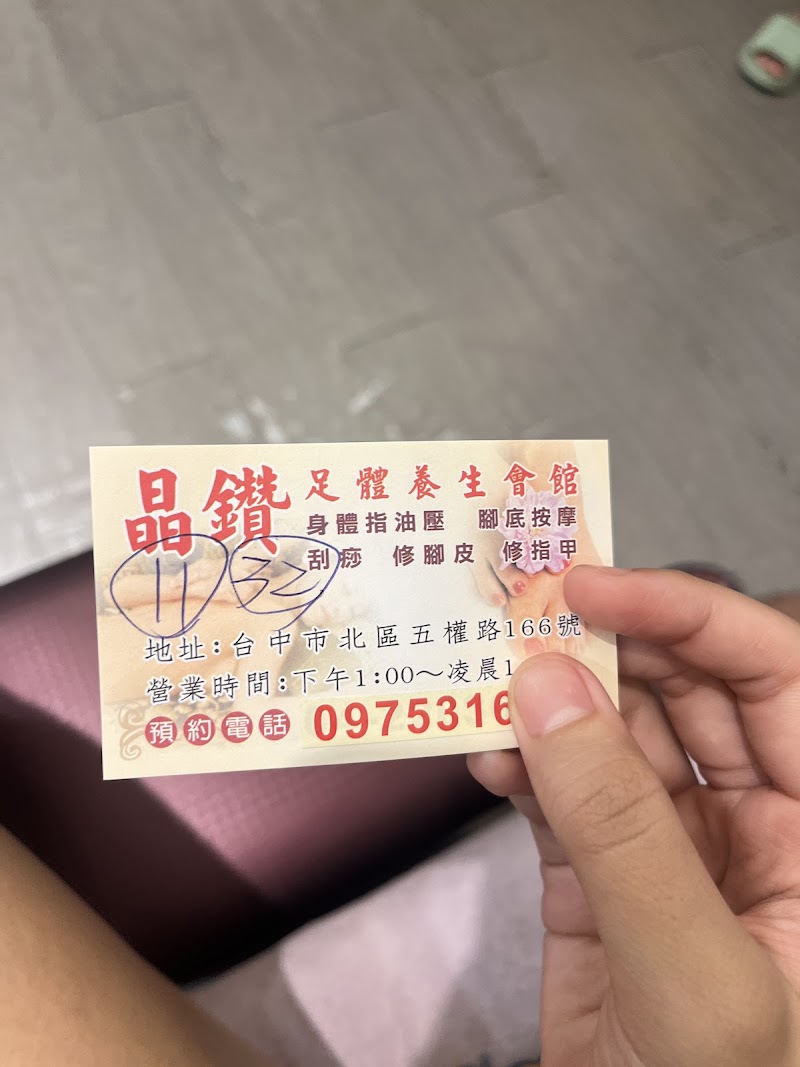 晶鑽 足體養生會館
身體指油壓 腳底按摩
刮痧 修腳皮 修指甲
11 32
地址:台中市北區五權路166號
營業時間:下午1:00～凌晨1
預約電話 0975316